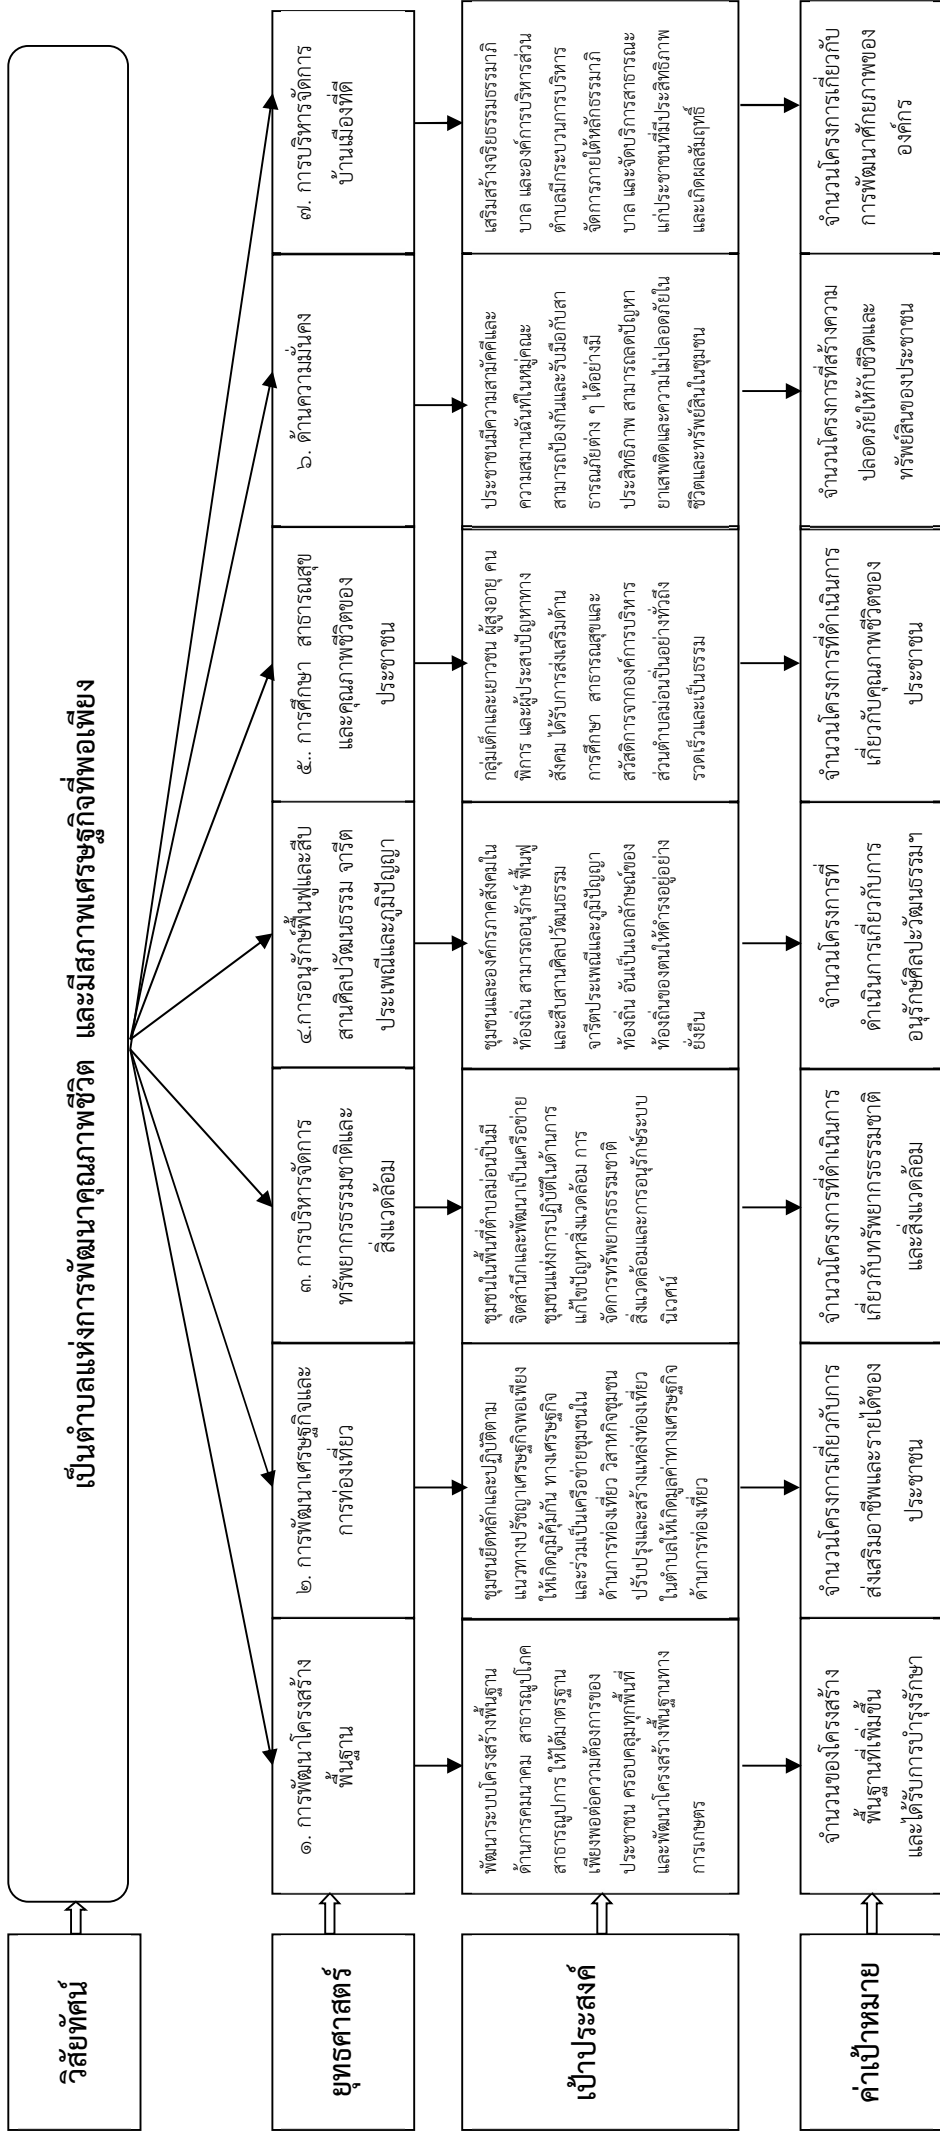 วิสัยทัศน์
เป็นตำบลแห่งการพัฒนาคุณภาพชีวิต และมีสภาพเศรษฐกิจที่พอเพียง
ยุทธศาสตร์
๑. การพัฒนาโครงสร้าง
พื้นฐาน
๒. การพัฒนาเศรษฐกิจและ
การท่องเที่ยว
๓. การบริหารจัดการ
ทรัพยากรธรรมชาติและ
สิ่งแวดล้อม
๔.การอนุรักษ์ฟื้นฟูและสืบ
สานศิลปวัฒนธรรม จารีต
ประเพณีและภูมิปัญญา
๕.. การศึกษา สาธารณสุข
และคุณภาพชีวิตของ
ประชาชน
๖. ด้านความมั่นคง
๗. การบริหารจัดการ
บ้านเมืองที่ดี
เป้าประสงค์
พัฒนาระบบโครงสร้างพื้นฐาน
ด้านการคมนาคม สาธารณูปโภค
สาธารณูปการ ให้ได้มาตรฐาน
เพียงพอต่อความต้องการของ
ประชาชน ครอบคลุมทุกพื้นที่
และพัฒนาโครงสร้างพื้นฐานทาง
การเกษตร
ชุมชนยึดหลักและปฏิบัติตาม
แนวทางปรัชญาเศรษฐกิจพอเพียง
ให้เกิดภูมิคุ้มกัน ทางเศรษฐกิจ
และร่วมเป็นเครือข่ายชุมชนใน
ด้านการท่องเที่ยว วิสาหกิจชุมชน
ปรับปรุงและสร้างแหล่งท่องเที่ยว
ในตำบลให้เกิดมูลค่าทางเศรษฐกิจ
ด้านการท่องเที่ยว
ชุมชนในพื้นที่ตำบลม่อนปิ่นมี
จิตสำนึกและพัฒนาเป็นเครือข่าย
ชุมชนแห่งการปฏิบัติในด้านการ
แก้ไขปัญหาสิ่งแวดล้อม การ
จัดการทรัพยากรธรรมชาติ
สิ่งแวดล้อมและการอนุรักษ์ระบบ
นิเวศน์
ชุมชนและองค์กรภาคสังคมใน
ท้องถิ่น สามารถอนุรักษ์ ฟื้นฟู
และสืบสานศิลปวัฒนธรรม
จารีตประเพณีและภูมิปัญญา
ท้องถิ่น อันเป็นเอกลักษณ์ของ
ท้องถิ่นของตนให้ดำรงอยู่อย่าง
ยั่งยืน
กลุ่มเด็กและเยาวชน ผู้สูงอายุ คน
พิการ และผู้ประสบปัญหาทาง
สังคม ได้รับการส่งเสริมด้าน
การศึกษา สาธารณสุขและ
สวัสดิการจากองค์การบริหาร
ส่วนตำบลม่อนปิ่นอย่างทั่วถึง
รวดเร็วและเป็นธรรม
ประชาชนมีความสามัคคีและ
ความสมานฉันท์ในหมู่คณะ
สามารถป้องกันและรับมือกับสา
ธารณภัยต่าง ๆ ได้อย่างมี
ประสิทธิภาพ สามารถลดปัญหา
ยาเสพติดและความไม่ปลอดภัยใน
ชีวิตและทรัพย์สินในชุมชน
เสริมสร้างจริยธรรมธรรมาภิ
บาล และองค์การบริหารส่วน
ตำบลมีกระบวนการบริหาร
จัดการภายใต้หลักธรรมาภิ
บาล และจัดบริการสาธารณะ
แก่ประชาชนที่มีประสิทธิภาพ
และเกิดผลสัมฤทธิ์
ค่าเป้าหมาย
จำนวนของโครงสร้าง
พื้นฐานที่เพิ่มขึ้น
และได้รับการบำรุงรักษา
จำนวนโครงการเกี่ยวกับการ
ส่งเสริมอาชีพและรายได้ของ
ประชาชน
จำนวนโครงการที่ดำเนินการ
เกี่ยวกับทรัพยากรธรรมชาติ
และสิ่งแวดล้อม
จำนวนโครงการที่
ดำเนินการเกี่ยวกับการ
อนุรักษ์ศิลปะวัฒนธรรมฯ
จำนวนโครงการที่ดำเนินการ
เกี่ยวกับคุณภาพชีวิตของ
ประชาชน
จำนวนโครงการที่สร้างความ
ปลอดภัยให้กับชีวิตและ
ทรัพย์สินของประชาชน
จำนวนโครงการเกี่ยวกับ
การพัฒนาศักยภาพของ
องค์กร